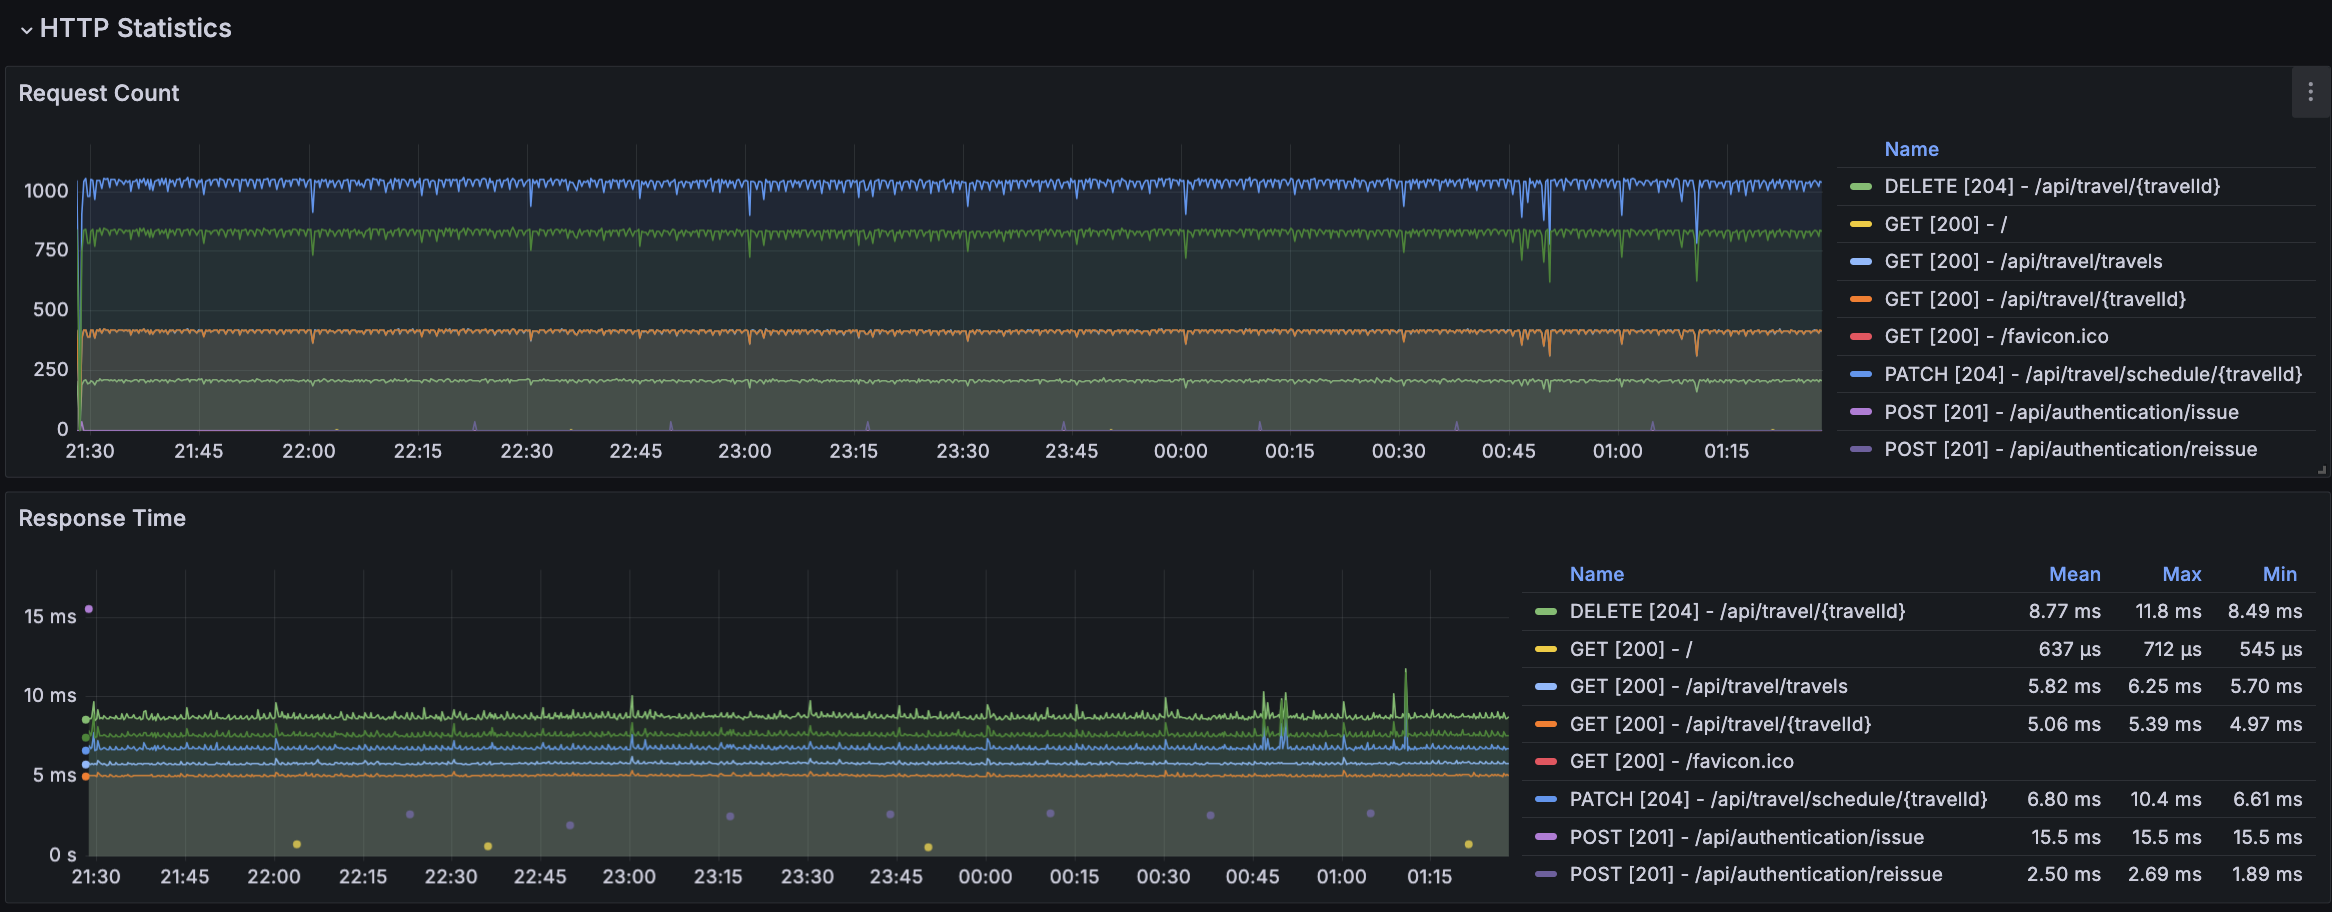 HTTP Statistics
Request Count
1000
750
500
250
0
21:30 21:45 22:00 22:15 22:30 22:45 23:00 23:15 23:30 23:45 00:00 00:15 00:30 00:45 01:00 01:15
Name
DELETE [204] - /api/travel/{travelId}
GET [200] - /
GET [200] - /api/travel/travels
GET [200] - /api/travel/{travelId}
GET [200] - /favicon.ico
PATCH [204] - /api/travel/schedule/{travelId}
POST [201] - /api/authentication/issue
POST [201] - /api/authentication/reissue
Response Time
15 ms
10 ms
5 ms
0 s
21:30 21:45 22:00 22:15 22:30 22:45 23:00 23:15 23:30 23:45 00:00 00:15 00:30 00:45 01:00 01:15
Name Mean Max Min
DELETE [204] - /api/travel/{travelId} 8.77 ms 11.8 ms 8.49 ms
GET [200] - / 637 µs 712 µs 545 µs
GET [200] - /api/travel/travels 5.82 ms 6.25 ms 5.70 ms
GET [200] - /api/travel/{travelId} 5.06 ms 5.39 ms 4.97 ms
GET [200] - /favicon.ico
PATCH [204] - /api/travel/schedule/{travelId} 6.80 ms 10.4 ms 6.61 ms
POST [201] - /api/authentication/issue 15.5 ms 15.5 ms 15.5 ms
POST [201] - /api/authentication/reissue 2.50 ms 2.69 ms 1.89 ms